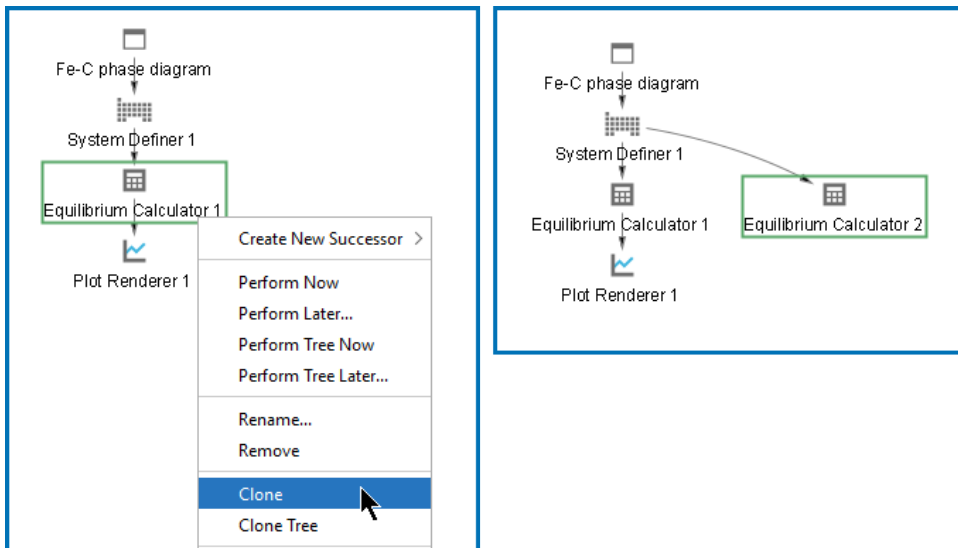 Fe-C phase diagram
System Definer 1
Equilibrium Calculator 1
Plot Renderer 1
Create New Successor
Perform Now
Perform Later...
Perform Tree Now
Perform Tree Later...
Rename...
Remove
Clone
Clone Tree
Fe-C phase diagram
System Definer 1
Equilibrium Calculator 1
Equilibrium Calculator 2
Plot Renderer 1